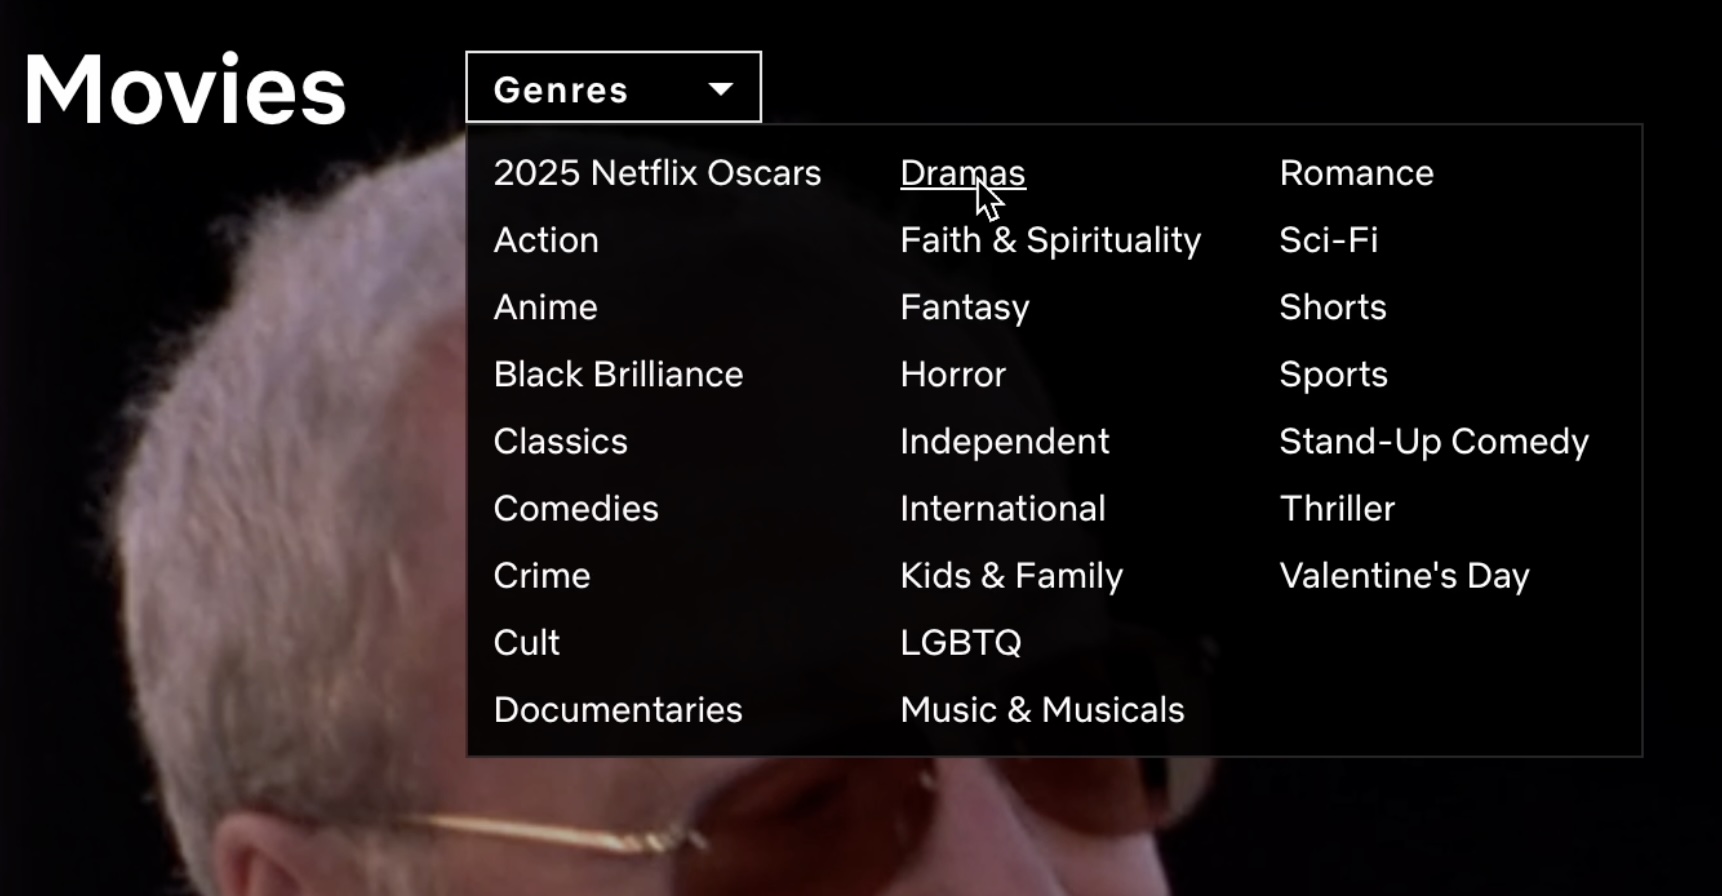 Movies
Genres
2025 Netflix Oscars
Action
Anime
Black Brilliance
Classics
Comedies
Crime
Cult
Documentaries
Dramas
Faith & Spirituality
Fantasy
Horror
Independent
International
Kids & Family
LGBTQ
Music & Musicals
Romance
Sci-Fi
Shorts
Sports
Stand-Up Comedy
Thriller
Valentine's Day